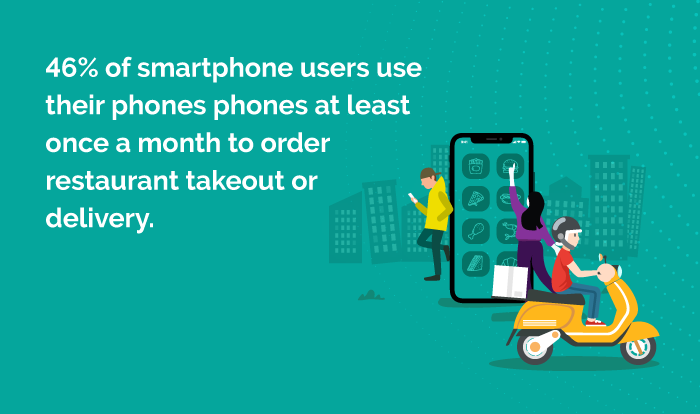 46% of smartphone users use
their phones phones at least
once a month to order
restaurant takeout or
delivery.